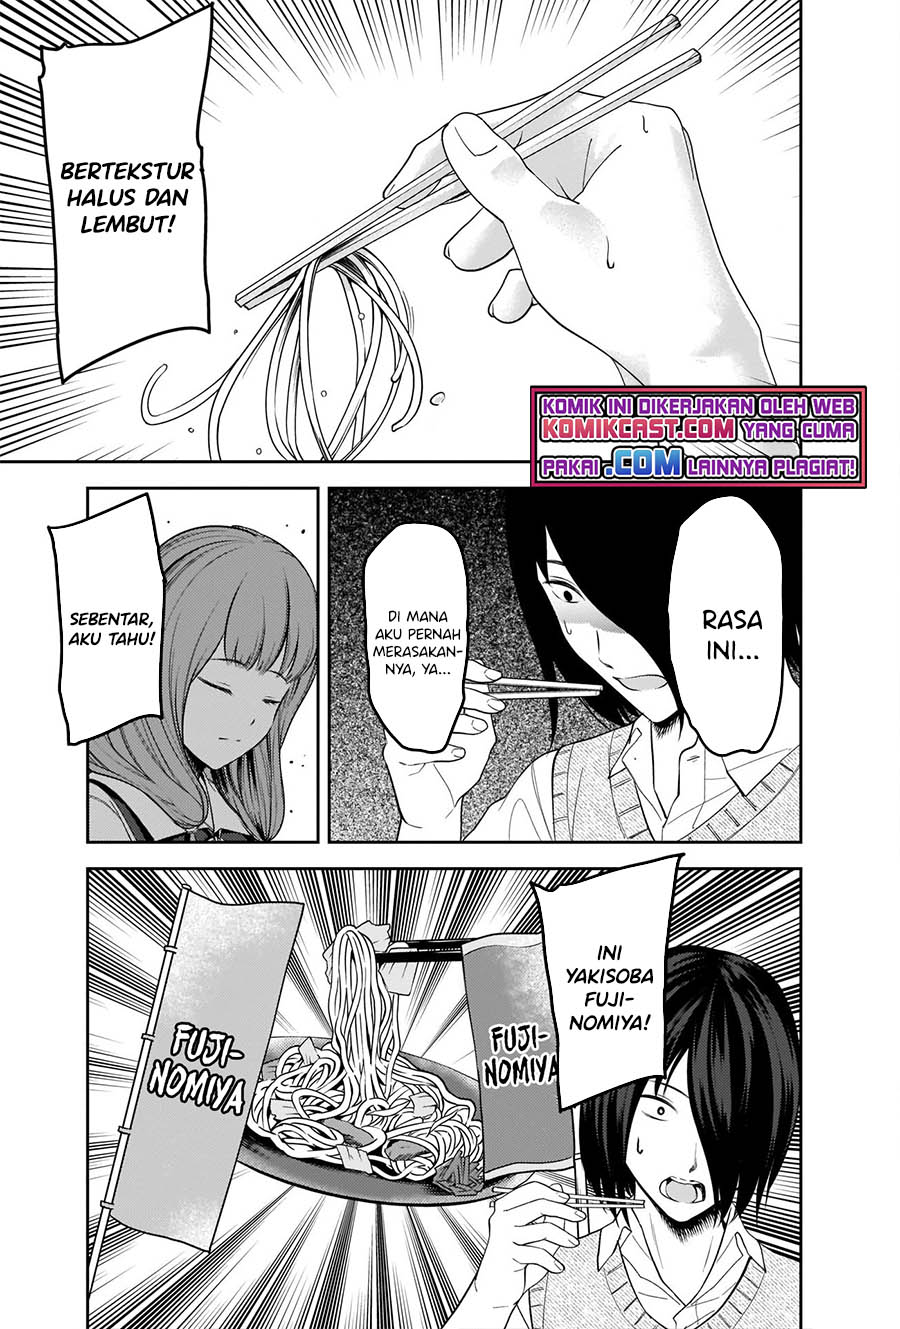 BERTEKSTUR
HALUS DAN
LEMBUT!
KOMIK INI DIKERJAKAN OLEH WEB
KOMIKCAST.COM YANG CUMA
PAKAI .COM LAINNYA PLAGIAT!
RASA
INI...
DI MANA
AKU PERNAH
MERASAKAN-
NYA, YA...
SEBENTAR,
AKU TAHU!
INI
YAKISOBA
FUJI-
NOMIYA!
FUJI-
NOMIYA
FUJI-
NOMIYA